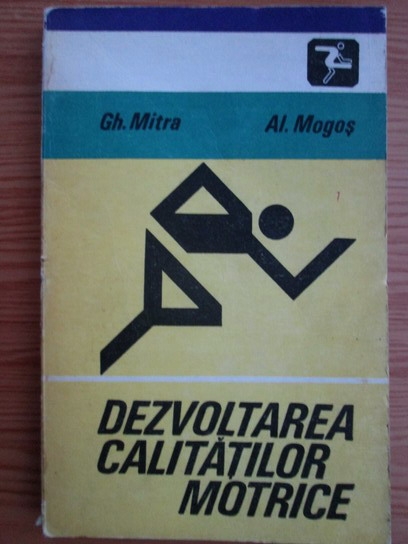 Gh. Mitra Al. Mogoș
DEZVOLTAREA
CALITĂȚILOR
MOTRICE